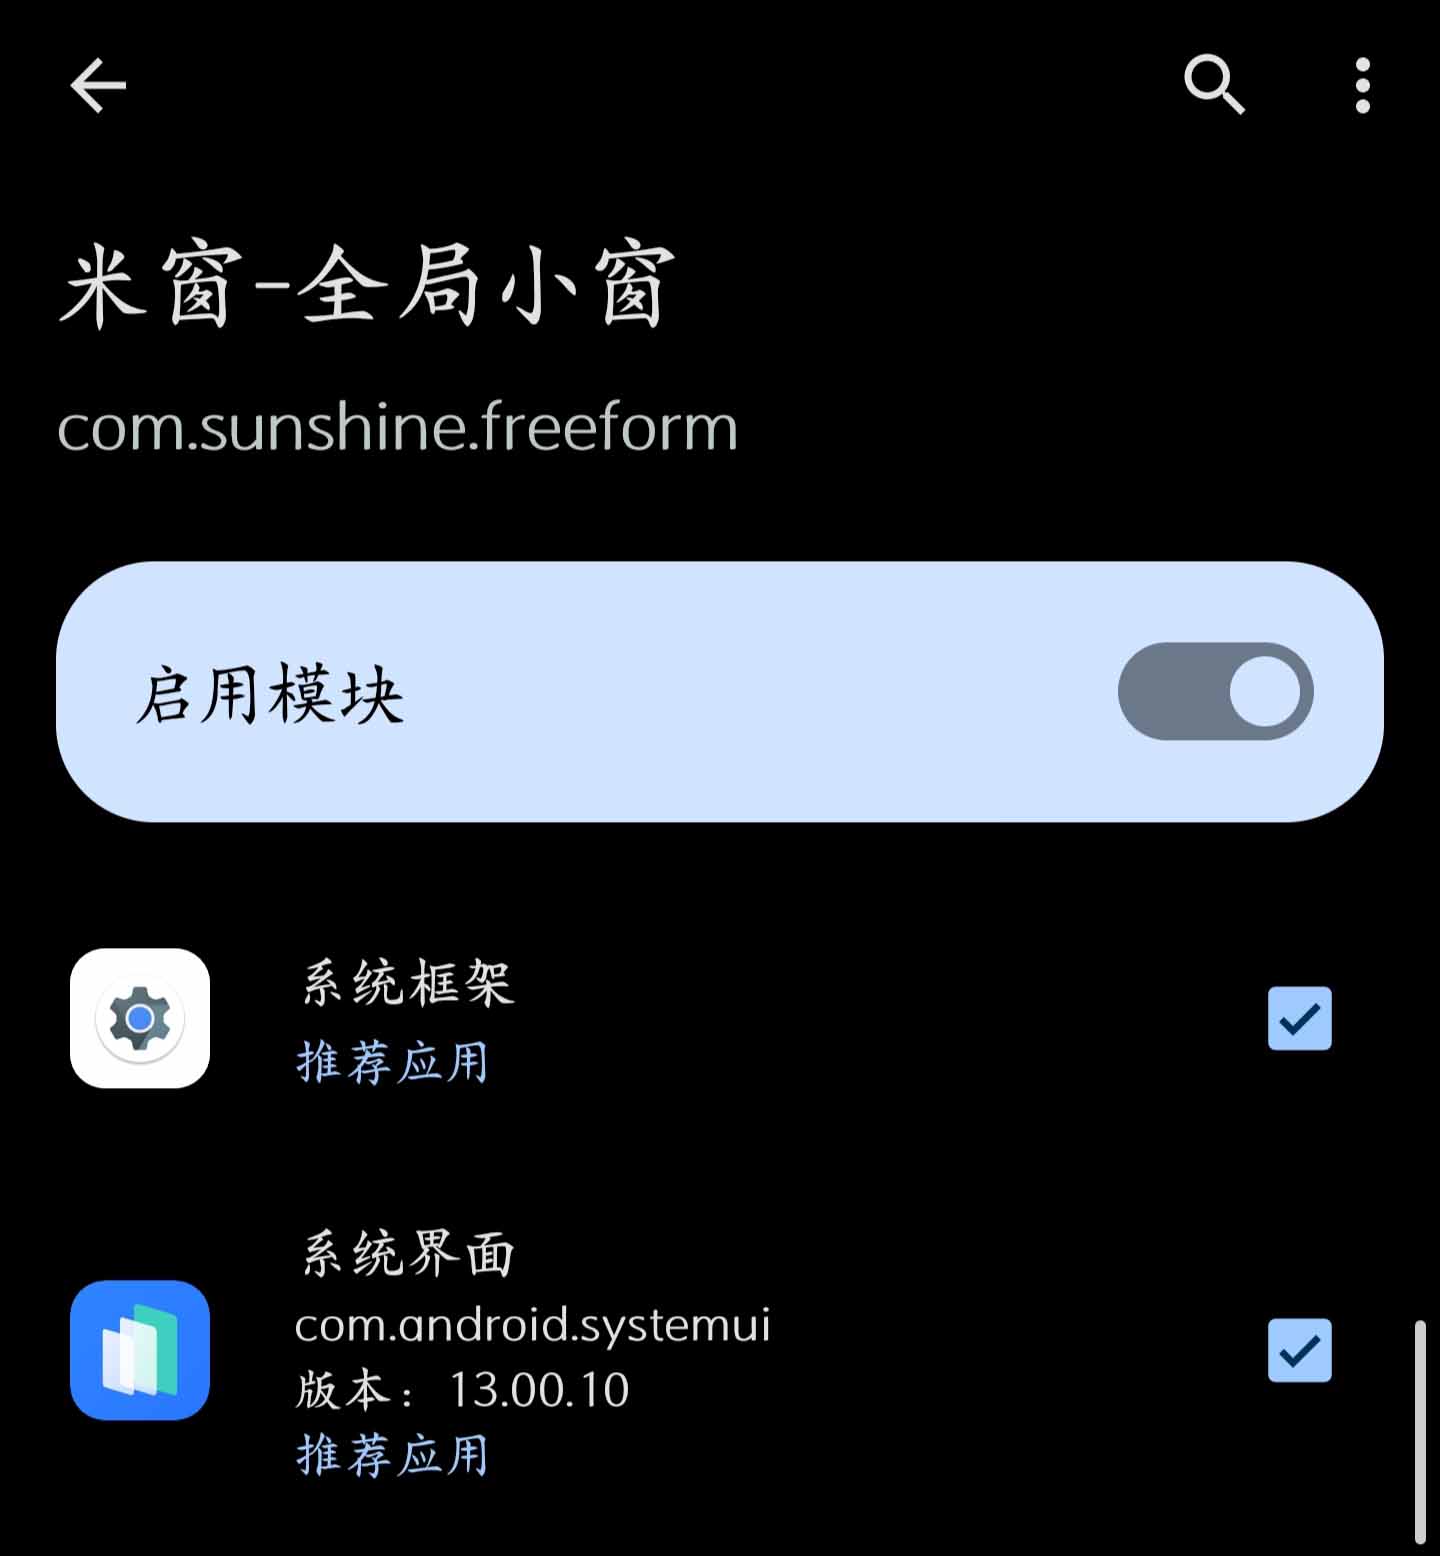 米窗-全局小窗
com.sunshine.freeform
启用模块
系统框架
推荐应用
系统界面
com.android.systemui
版本：13.00.10
推荐应用